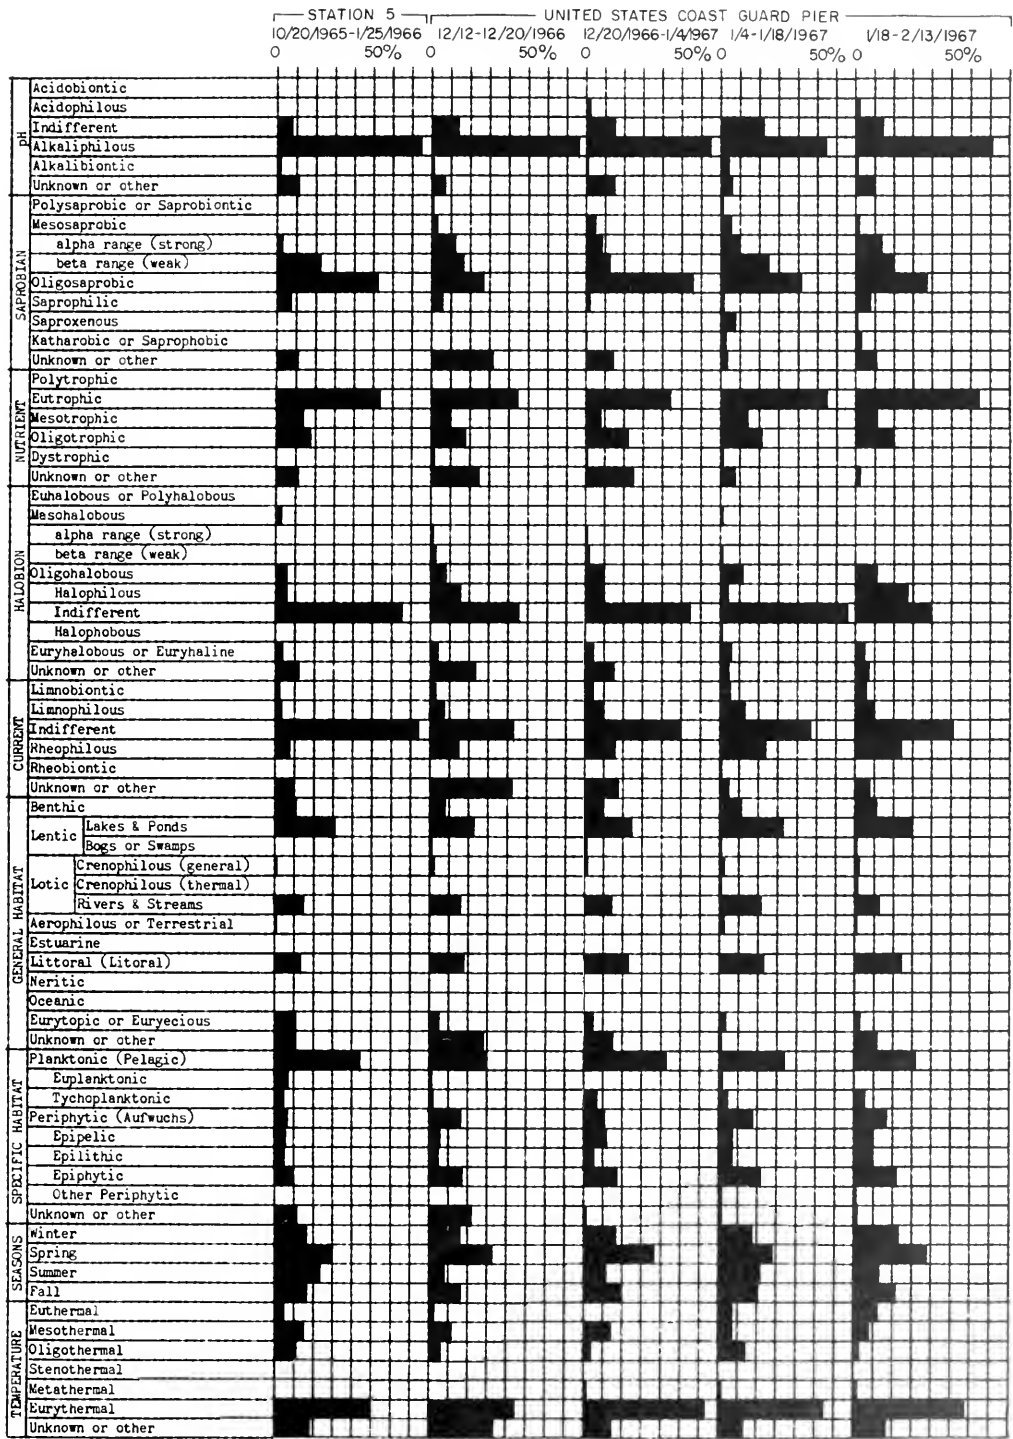 STATION 5
UNITED STATES COAST GUARD PIER
10/20/1965-1/25/1966 12/12-12/20/1966 12/20/1966-1/4/1967 1/4-1/18/1967 1/18-2/13/1967
0 50% 0 50% 0 50% 0 50% 0 50%
pH
Acidobiontic
Acidophilous
Indifferent
Alkaliphilous
Alkalibiontic
Unknown or other
SAPROBIAN
Polysaprobic or Saprobiontic
Mesosaprobic
alpha range (strong)
beta range (weak)
Oligosaprobic
Saprophilic
Saproxenous
Katharobic or Saprophobic
Unknown or other
NUTRIENT
Polytrophic
Eutrophic
Mesotrophic
Oligotrophic
Dystrophic
Unknown or other
HALOBION
Euhalobous or Polyhalobous
Mesohalobous
alpha range (strong)
beta range (weak)
Oligohalobous
Halophilous
Indifferent
Halophobous
Euryhalobous or Euryhaline
Unknown or other
CURRENT
Limnobiontic
Limnophilous
Indifferent
Rheophilous
Rheobiontic
Unknown or other
GENERAL HABITAT
Benthic
Lentic
Lakes & Ponds
Bogs or Swamps
Lotic
Crenophilous (general)
Crenophilous (thermal)
Rivers & Streams
Aerophilous or Terrestrial
Estuarine
Littoral (Litoral)
Neritic
Oceanic
Eurytopic or Euryecious
Unknown or other
SPECIFIC HABITAT
Planktonic (Pelagic)
Euplanktonic
Tychoplanktonic
Periphytic (Aufwuchs)
Epipelic
Epilithic
Epiphytic
Other Periphytic
Unknown or other
SEASONS
Winter
Spring
Summer
Fall
TEMPERATURE
Euthermal
Mesothermal
Oligothermal
Stenothermal
Metathermal
Eurythermal
Unknown or other